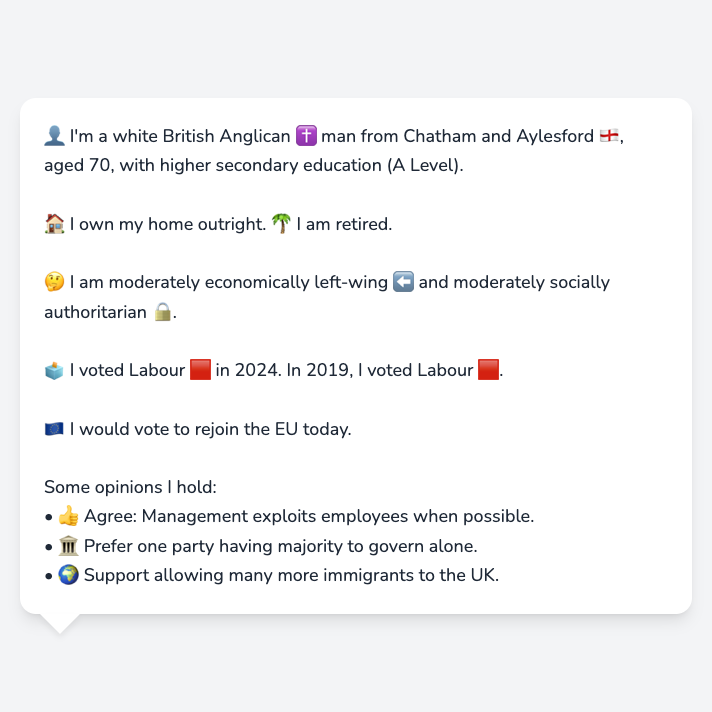 👤 I'm a white British Anglican ✝️ man from Chatham and Aylesford 🏴󠁧󠁢󠁥󠁮󠁧󠁿,
aged 70, with higher secondary education (A Level).
🏠 I own my home outright. 🌴 I am retired.
🤔 I am moderately economically left-wing ⬅️ and moderately socially
authoritarian 🔒.
🗳️ I voted Labour 🟥 in 2024. In 2019, I voted Labour 🟥.
🇪🇺 I would vote to rejoin the EU today.
Some opinions I hold:
• 👍 Agree: Management exploits employees when possible.
• 🏛️ Prefer one party having majority to govern alone.
• 🌍 Support allowing many more immigrants to the UK.